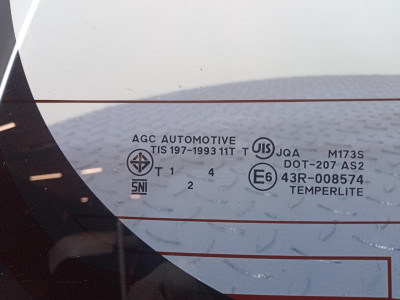 AGC AUTOMOTIVE
TIS 197-1993 11T T JIS JQA M173S
DOT-207 AS2
T 1 4
E6 43R-008574
SNI 2
TEMPERLITE